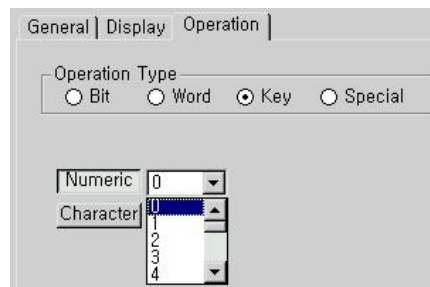 General Display Operation
Operation Type
Bit Word Key Special
Numeric 0
Character 0
1
2
3
4